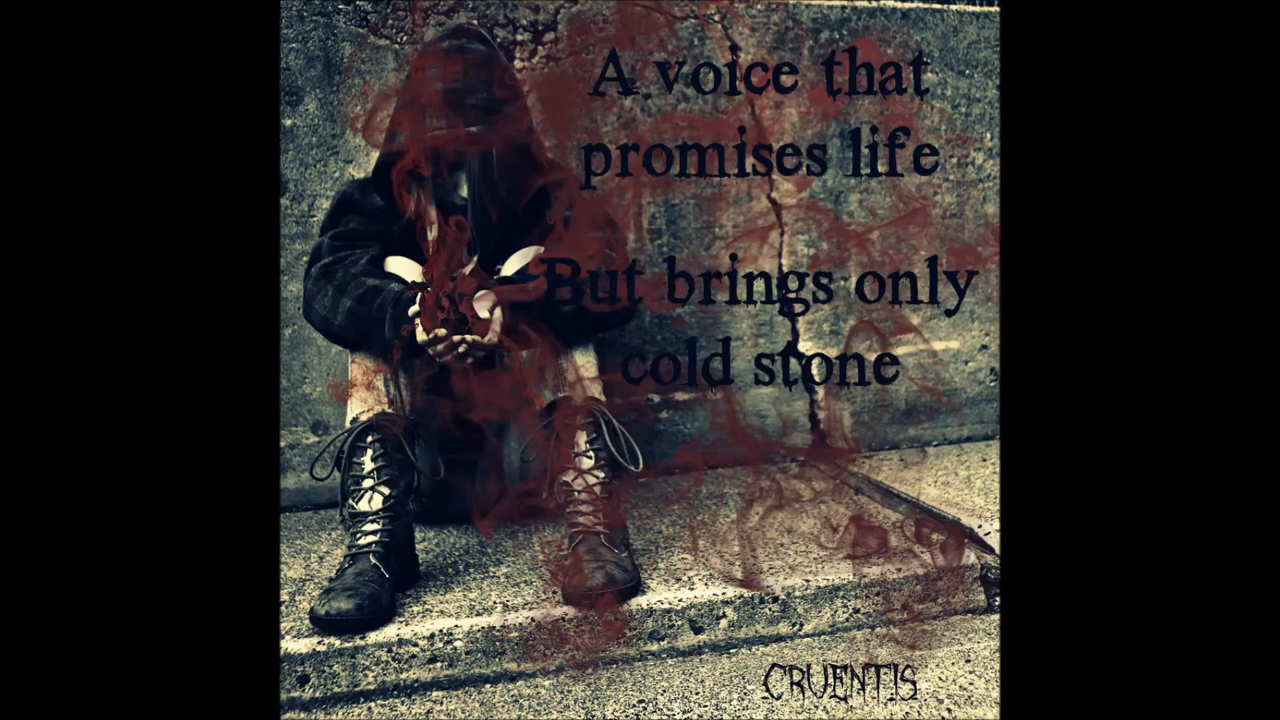 A voice that
promises life
But brings only
cold stone
CRUENTIS